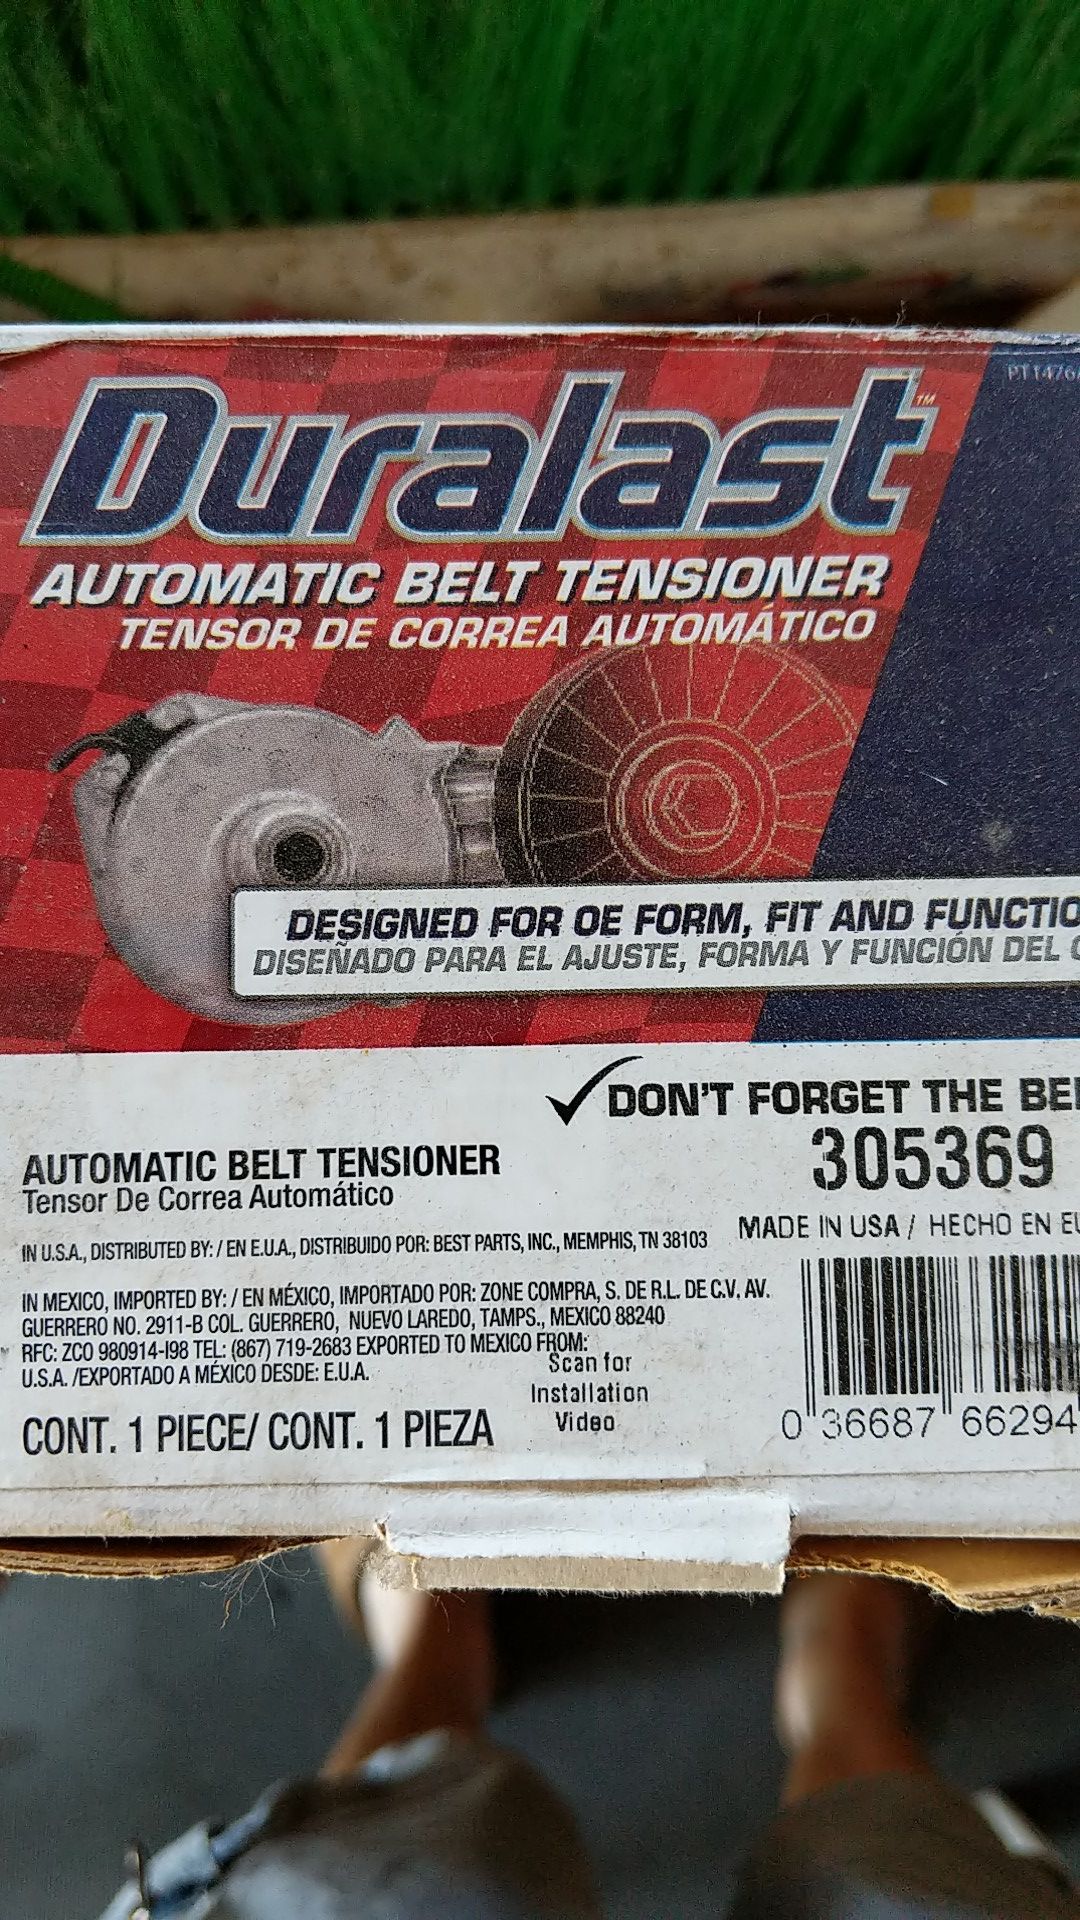 PT1476
Duralast™
AUTOMATIC BELT TENSIONER
TENSOR DE CORREA AUTOMÁTICO
DESIGNED FOR OE FORM, FIT AND FUNCTIO
DISEÑADO PARA EL AJUSTE, FORMA Y FUNCIÓN DEL
DON'T FORGET THE BE
305369
AUTOMATIC BELT TENSIONER
Tensor De Correa Automático
MADE IN USA / HECHO EN EU
IN U.S.A., DISTRIBUTED BY: / EN E.U.A., DISTRIBUIDO POR: BEST PARTS, INC., MEMPHIS, TN 38103
IN MEXICO, IMPORTED BY: / EN MÉXICO, IMPORTADO POR: ZONE COMPRA, S. DE R.L. DE C.V. AV.
GUERRERO NO. 2911-B COL. GUERRERO, NUEVO LAREDO, TAMPS., MEXICO 88240
RFC: ZCO 980914-I98 TEL: (867) 719-2683 EXPORTED TO MEXICO FROM:
U.S.A. /EXPORTADO A MÉXICO DESDE: E.U.A.
Scan for
Installation
Video
CONT. 1 PIECE/ CONT. 1 PIEZA
0 36687 66294